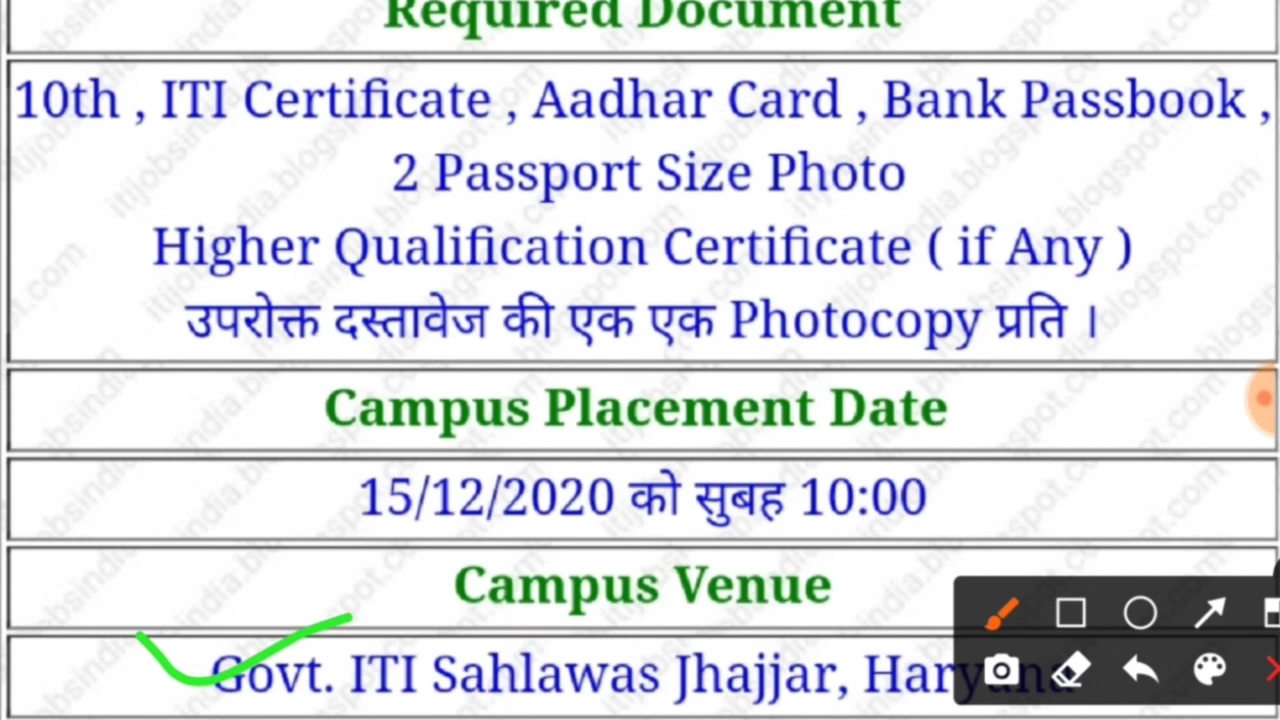 Required Document
10th , ITI Certificate , Aadhar Card , Bank Passbook ,
2 Passport Size Photo
Higher Qualification Certificate ( if Any )
उपरोक्त दस्तावेज की एक एक Photocopy प्रति ।
Campus Placement Date
15/12/2020 को सुबह 10:00
Campus Venue
Govt. ITI Sahlawas Jhajjar, Haryana